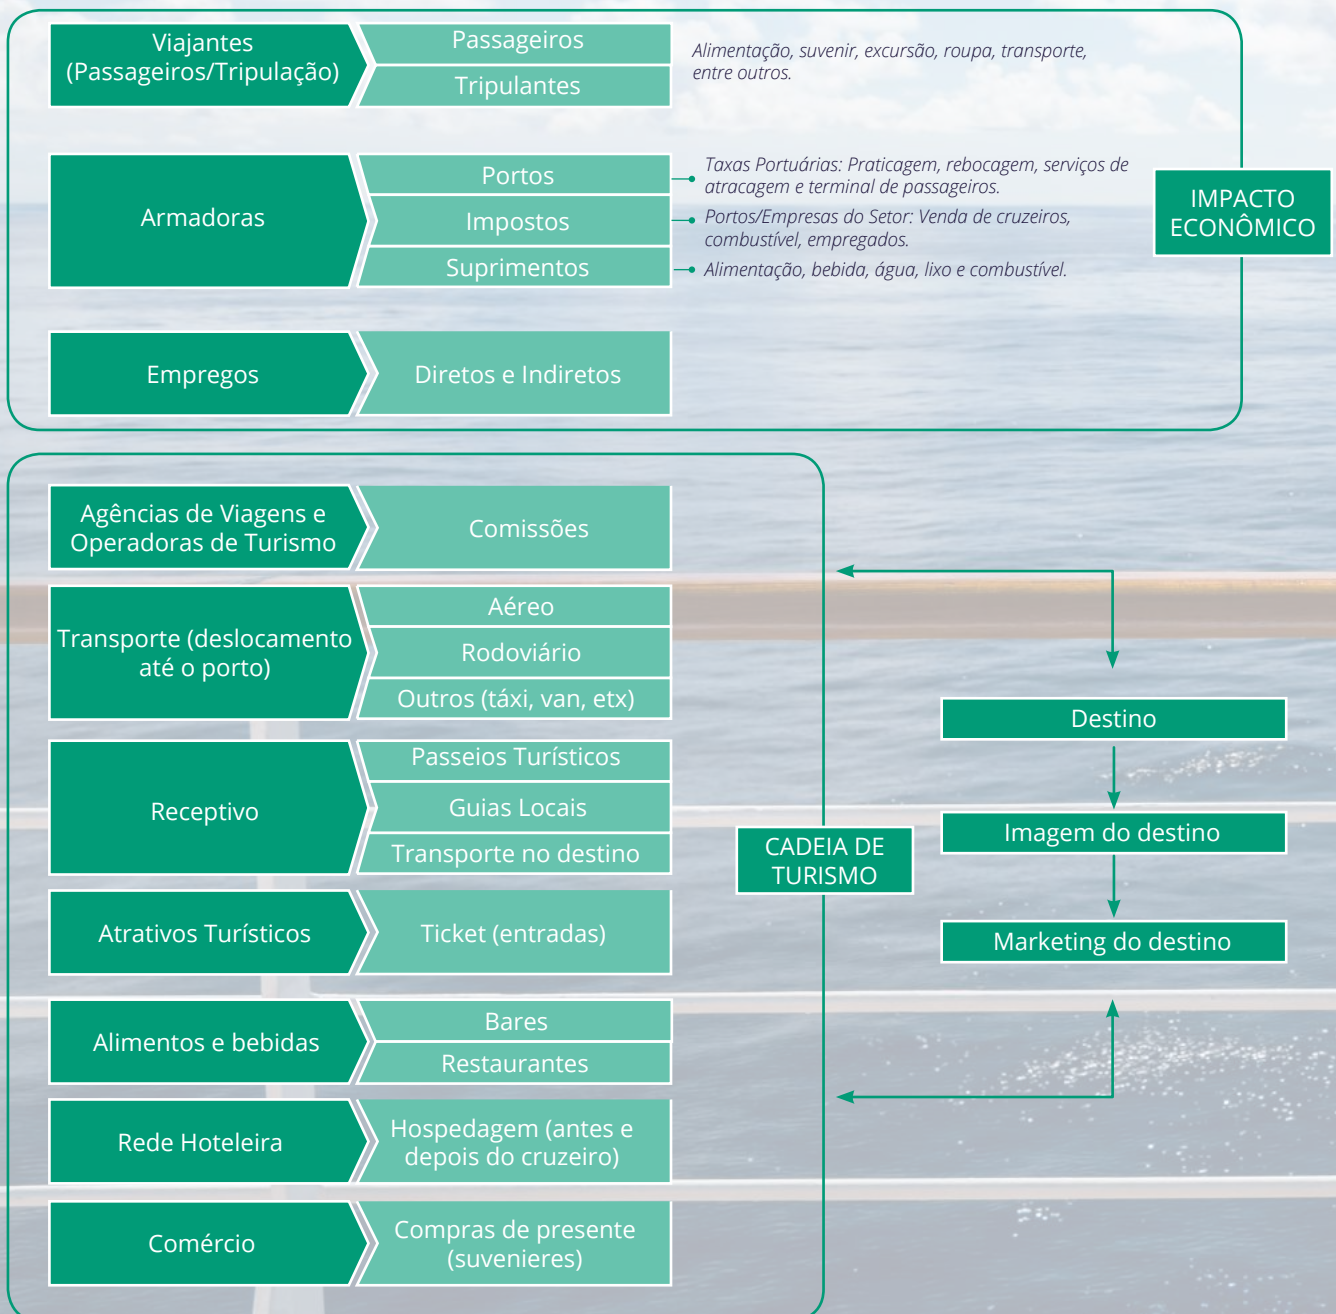 Viajantes
(Passageiros/Tripulação)
Passageiros
Tripulantes
Alimentação, suvenir, excursão, roupa, transporte,
entre outros.
Armadoras
Portos
Impostos
Suprimentos
Taxas Portuárias: Praticagem, rebocagem, serviços de
atracagem e terminal de passageiros.
Portos/Empresas do Setor: Venda de cruzeiros,
combustível, empregados.
Alimentação, bebida, água, lixo e combustível.
IMPACTO
ECONÔMICO
Empregos
Diretos e Indiretos
Agências de Viagens e
Operadoras de Turismo
Comissões
Transporte (deslocamento
até o porto)
Aéreo
Rodoviário
Outros (táxi, van, etx)
Receptivo
Passeios Turísticos
Guias Locais
Transporte no destino
Atrativos Turísticos
Ticket (entradas)
Alimentos e bebidas
Bares
Restaurantes
Rede Hoteleira
Hospedagem (antes e
depois do cruzeiro)
Comércio
Compras de presente
(suvenieres)
CADEIA DE
TURISMO
Destino
Imagem do destino
Marketing do destino